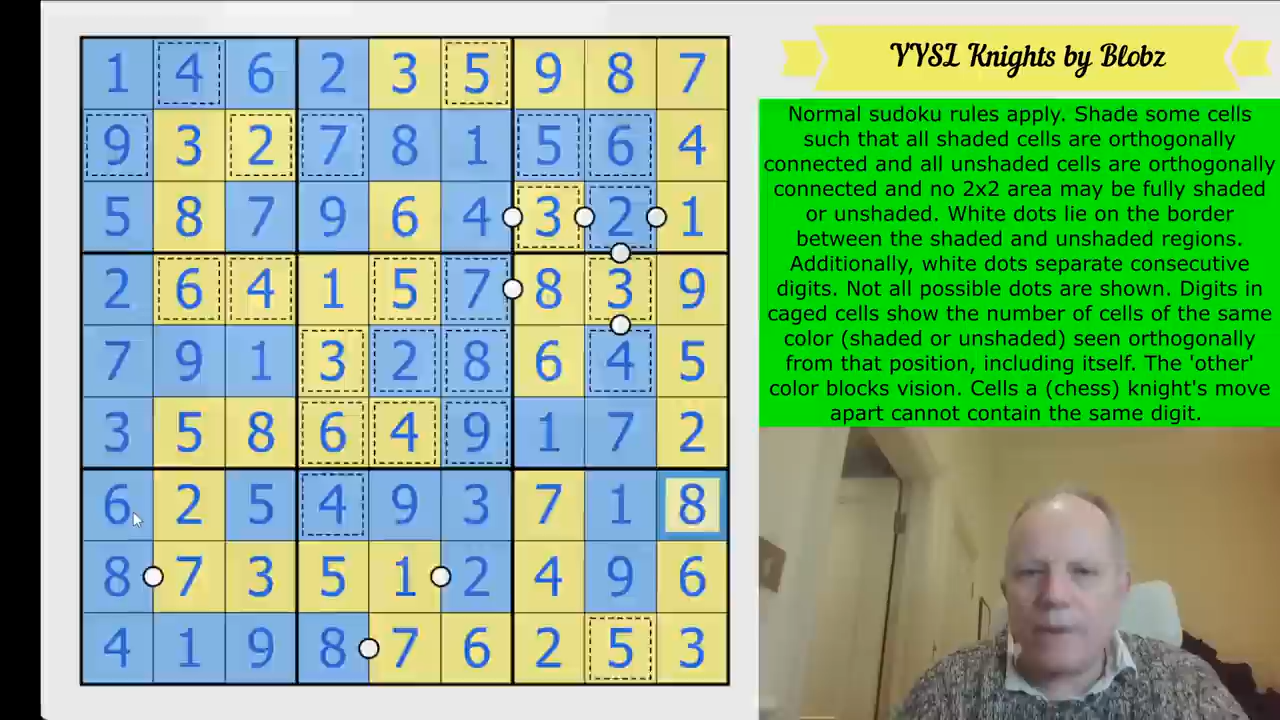 YYSL Knights by Blobz
Normal sudoku rules apply. Shade some cells
such that all shaded cells are orthogonally
connected and all unshaded cells are orthogonally
connected and no 2x2 area may be fully shaded
or unshaded. White dots lie on the border
between the shaded and unshaded regions.
Additionally, white dots separate consecutive
digits. Not all possible dots are shown. Digits in
caged cells show the number of cells of the same
color (shaded or unshaded) seen orthogonally
from that position, including itself. The 'other'
color blocks vision. Cells a (chess) knight's move
apart cannot contain the same digit.
1 4 6 2 3 5 9 8 7
9 3 2 7 8 1 5 6 4
5 8 7 9 6 4 3 2 1
2 6 4 1 5 7 8 3 9
7 9 1 3 2 8 6 4 5
3 5 8 6 4 9 1 7 2
6 2 5 4 9 3 7 1 8
8 7 3 5 1 2 4 9 6
4 1 9 8 7 6 2 5 3